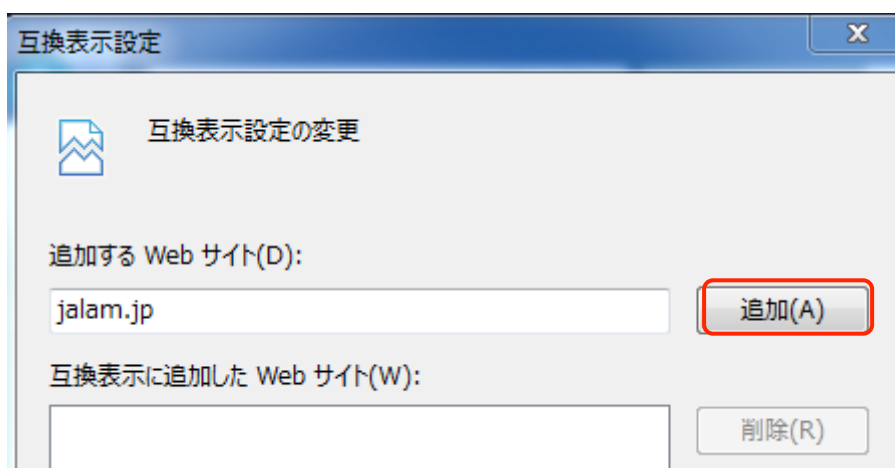 互換表示設定
互換表示設定の変更
追加する Web サイト(D):
jalam.jp
追加(A)
互換表示に追加した Web サイト(W):
削除(R)